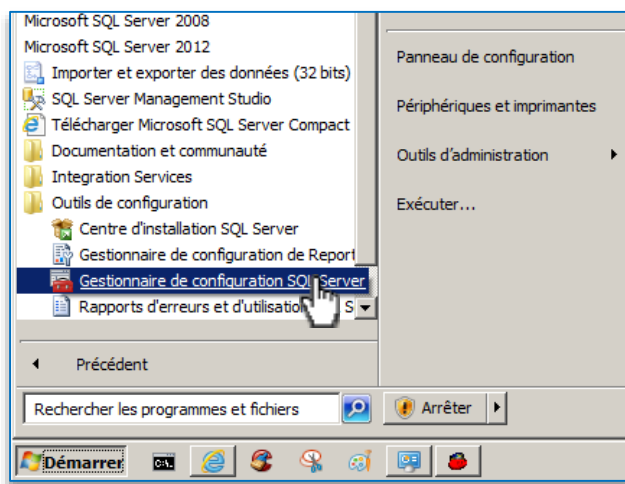 Microsoft SQL Server 2008
Microsoft SQL Server 2012
Importer et exporter des données (32 bits)
SQL Server Management Studio
Télécharger Microsoft SQL Server Compact
Documentation et communauté
Integration Services
Outils de configuration
Centre d'installation SQL Server
Gestionnaire de configuration de Report
Gestionnaire de configuration SQL Server
Rapports d'erreurs et d'utilisation S
Précédent
Rechercher les programmes et fichiers
Panneau de configuration
Périphériques et imprimantes
Outils d'administration
Exécuter...
Arrêter
Démarrer